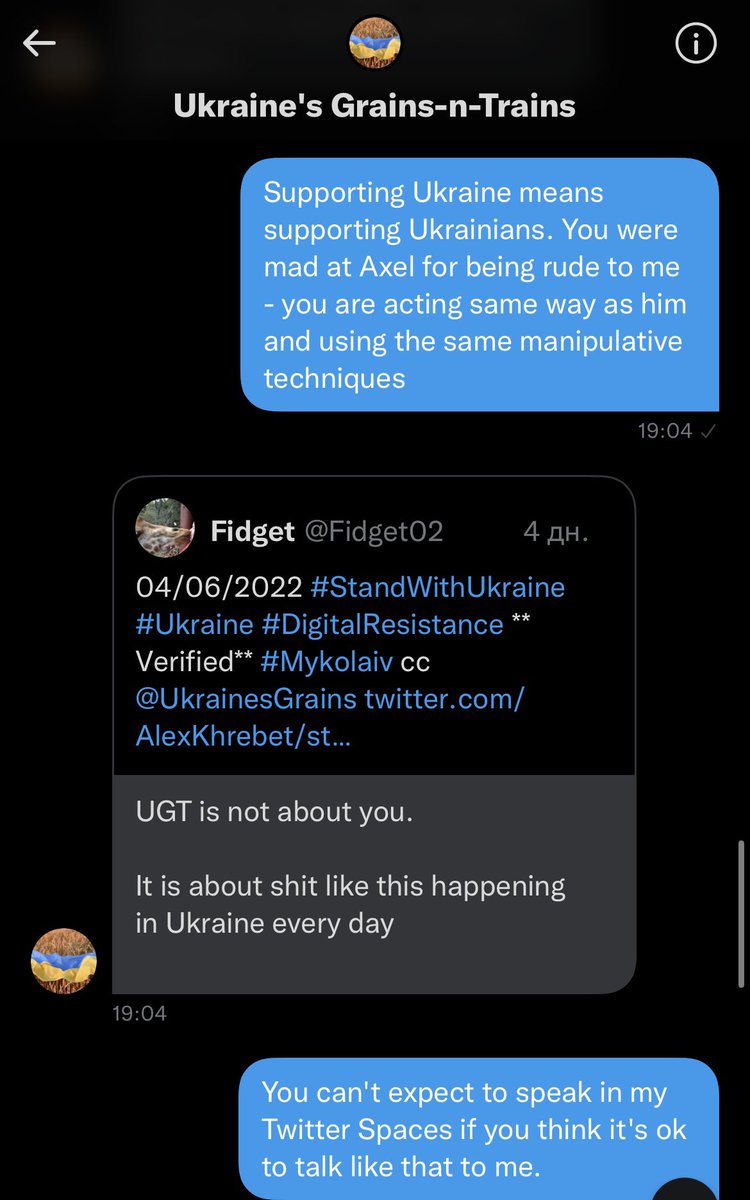 Ukraine's Grains-n-Trains
Supporting Ukraine means
supporting Ukrainians. You were
mad at Axel for being rude to me
- you are acting same way as him
and using the same manipulative
techniques
19:04
Fidget @Fidget02 4 дн.
04/06/2022 #StandWithUkraine
#Ukraine #DigitalResistance **
Verified** #Mykolaiv cc
@UkrainesGrains twitter.com/
AlexKhrebet/st...
UGT is not about you.
It is about shit like this happening
in Ukraine every day
19:04
You can't expect to speak in my
Twitter Spaces if you think it's ok
to talk like that to me.